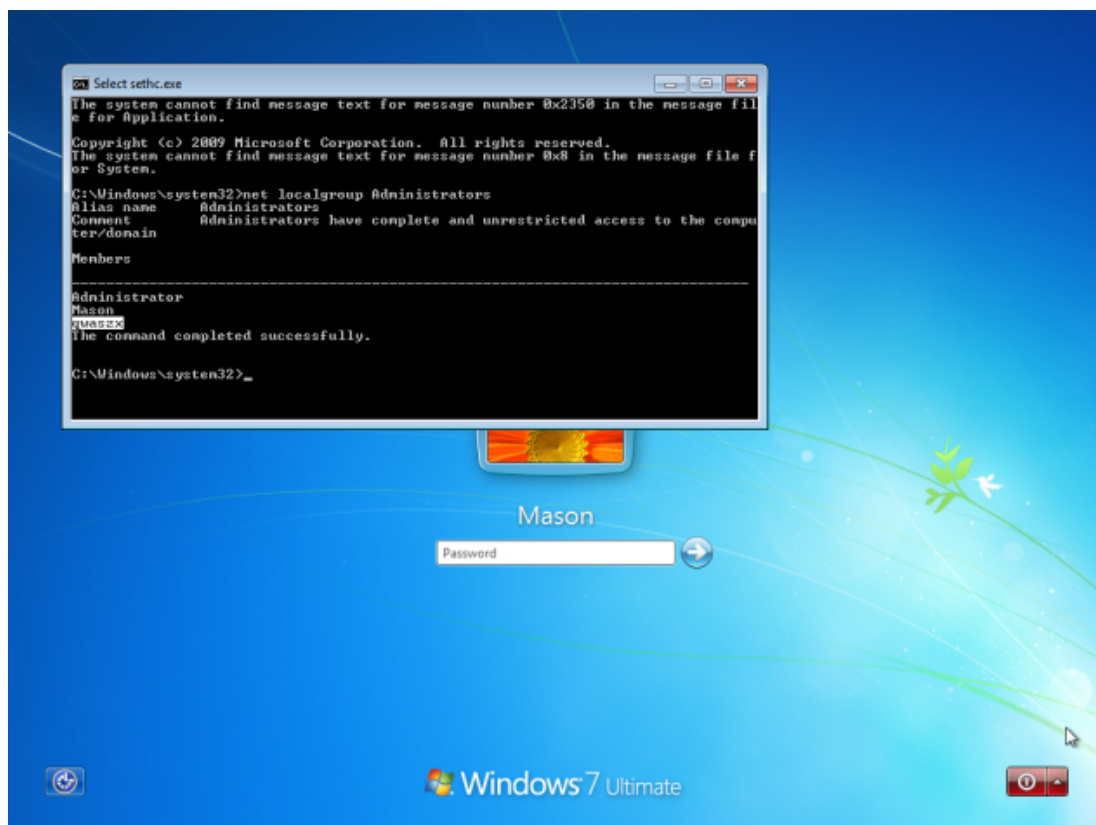 Select sethc.exe
The system cannot find message text for message number 0x2350 in the message fil
e for Application.
Copyright (c) 2009 Microsoft Corporation.  All rights reserved.
The system cannot find message text for message number 0x8 in the message file f
or System.
C:\Windows\system32>net localgroup Administrators
Alias name     Administrators
Comment        Administrators have complete and unrestricted access to the compu
ter/domain
Members
-------------------------------------------------------------------------------
Administrator
Mason
qwaszx
The command completed successfully.
C:\Windows\system32>_
Mason
Password
Windows 7 Ultimate